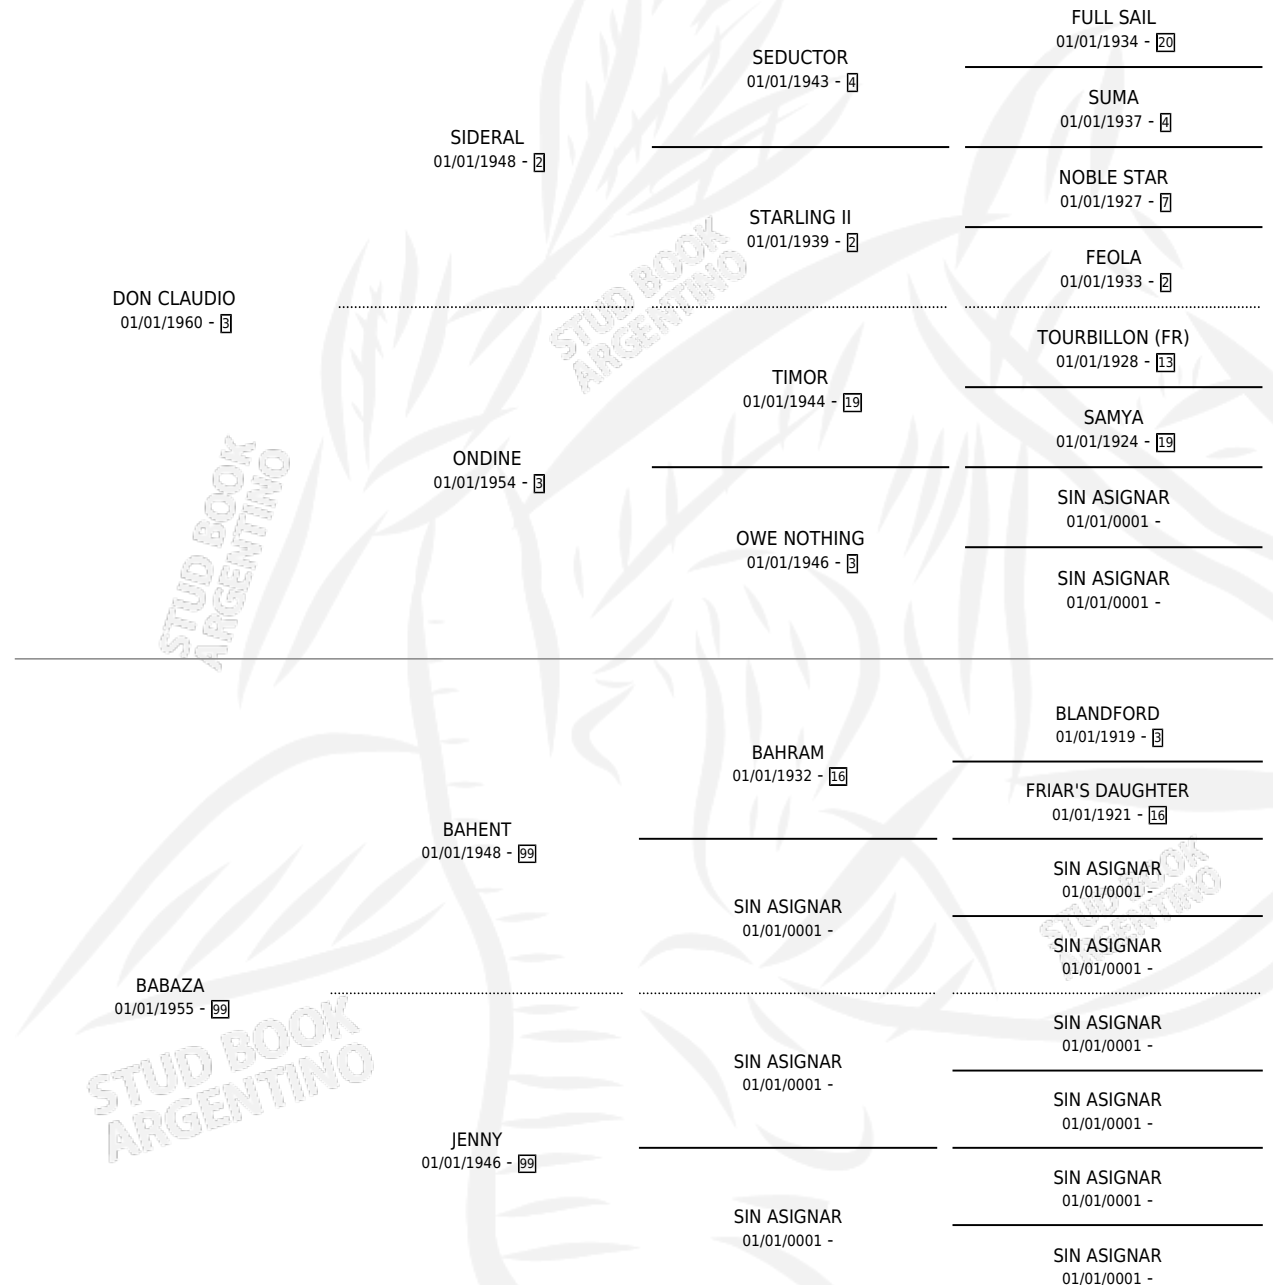 FULL SAIL
01/01/1934 - 20
SEDUCTOR
01/01/1943 - 4
SUMA
01/01/1937 - 4
SIDERAL
01/01/1948 - 2
NOBLE STAR
01/01/1927 - 7
STARLING II
01/01/1939 - 2
FEOLA
01/01/1933 - 2
DON CLAUDIO
01/01/1960 - 3
TOURBILLON (FR)
01/01/1928 - 13
TIMOR
01/01/1944 - 19
SAMYA
01/01/1924 - 19
ONDINE
01/01/1954 - 3
SIN ASIGNAR
01/01/0001 -
OWE NOTHING
01/01/1946 - 3
SIN ASIGNAR
01/01/0001 -
BLANDFORD
01/01/1919 - 3
BAHRAM
01/01/1932 - 16
FRIAR'S DAUGHTER
01/01/1921 - 16
BAHENT
01/01/1948 - 99
SIN ASIGNAR
01/01/0001 -
SIN ASIGNAR
01/01/0001 -
SIN ASIGNAR
01/01/0001 -
BABAZA
01/01/1955 - 99
SIN ASIGNAR
01/01/0001 -
SIN ASIGNAR
01/01/0001 -
SIN ASIGNAR
01/01/0001 -
JENNY
01/01/1946 - 99
SIN ASIGNAR
01/01/0001 -
SIN ASIGNAR
01/01/0001 -
SIN ASIGNAR
01/01/0001 -
STUD BOOK
ARGENTINO
STUD BOOK
ARGENTINO
STUD BOOK
ARGENTINO
STUD BOOK
ARGENTINO